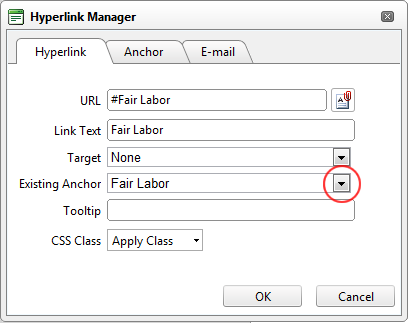 Hyperlink Manager
Hyperlink Anchor E-mail
URL #Fair Labor
Link Text Fair Labor
Target None
Existing Anchor Fair Labor
Tooltip
CSS Class Apply Class
OK Cancel